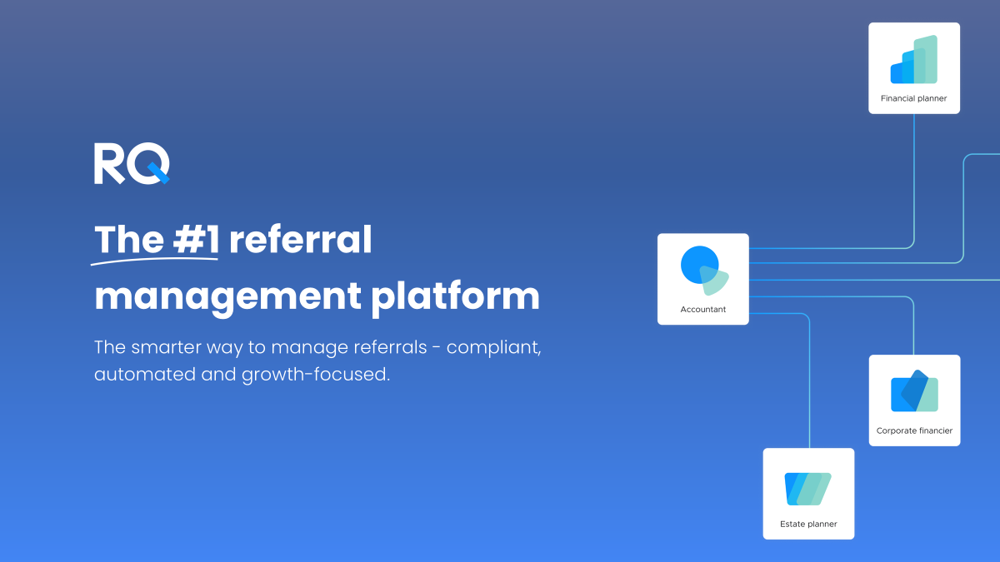 RQ
The #1 referral
management platform
The smarter way to manage referrals - compliant,
automated and growth-focused.
Financial planner
Accountant
Corporate financier
Estate planner